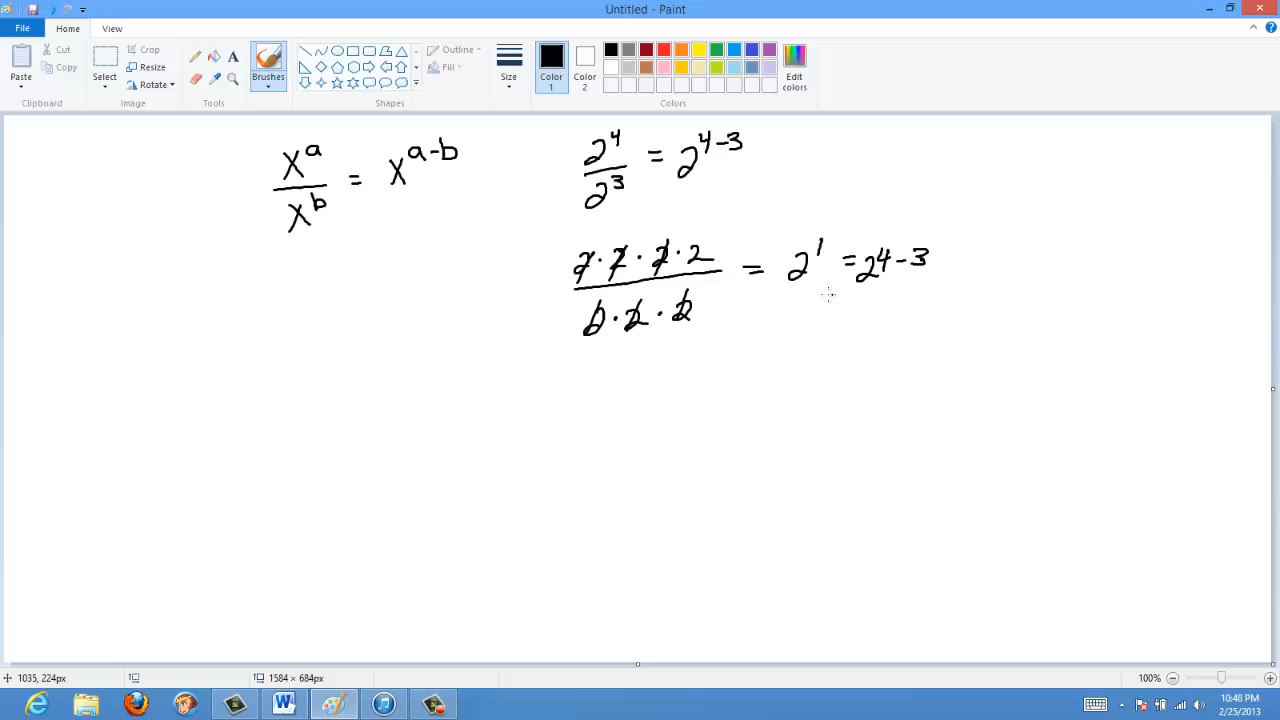 Untitled - Paint
File Home View
Paste Cut Copy Clipboard
Select Crop Resize Rotate Image
Tools
Brushes
Outline Fill Shapes
Size
Color 1 Color 2 Edit colors Colors
x^a / x^b = x^(a-b)
2^4 / 2^3 = 2^(4-3)
2 · 2 · 2 · 2 / 2 · 2 · 2 = 2^1 = 2^(4-3)
1035, 224px 1584 × 684px 100%
10:48 PM
2/25/2013